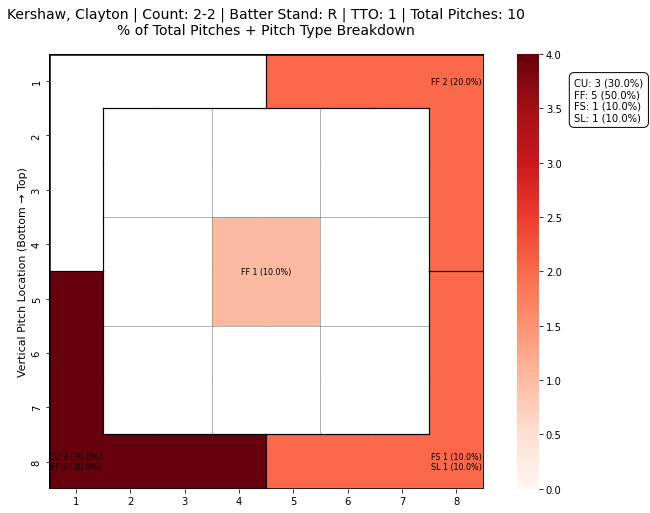 Kershaw, Clayton | Count: 2-2 | Batter Stand: R | TTO: 1 | Total Pitches: 10
% of Total Pitches + Pitch Type Breakdown
FF 2 (20.0%)
FF 1 (10.0%)
CU 3 (30.0%)
FF 2 (20.0%)
FS 1 (10.0%)
SL 1 (10.0%)
Vertical Pitch Location (Bottom → Top)
1
2
3
4
5
6
7
8
1 2 3 4 5 6 7 8
4.0
3.5
3.0
2.5
2.0
1.5
1.0
0.5
0.0
CU: 3 (30.0%)
FF: 5 (50.0%)
FS: 1 (10.0%)
SL: 1 (10.0%)